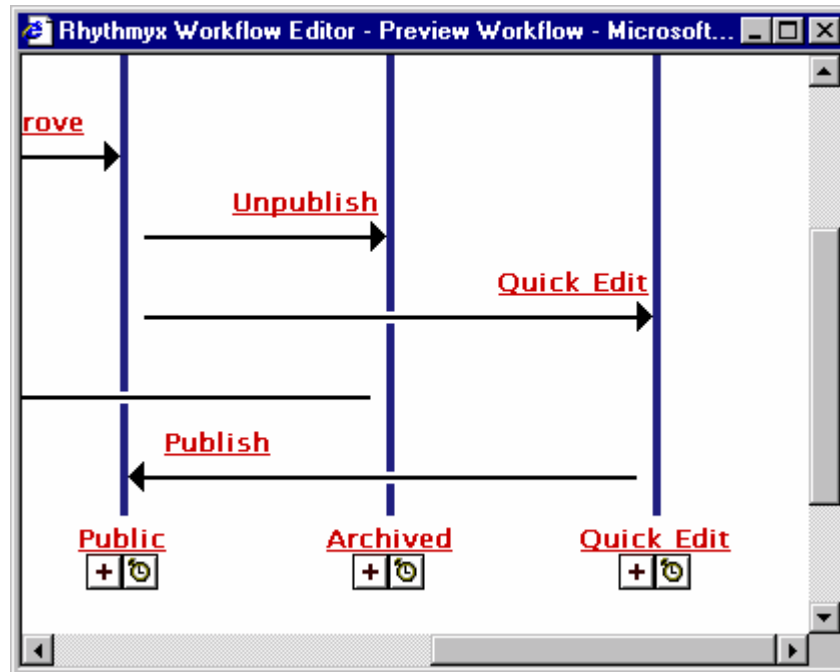 Rhythmyx Workflow Editor - Preview Workflow - Microsoft...
rove
Unpublish
Quick Edit
Publish
Public Archived Quick Edit